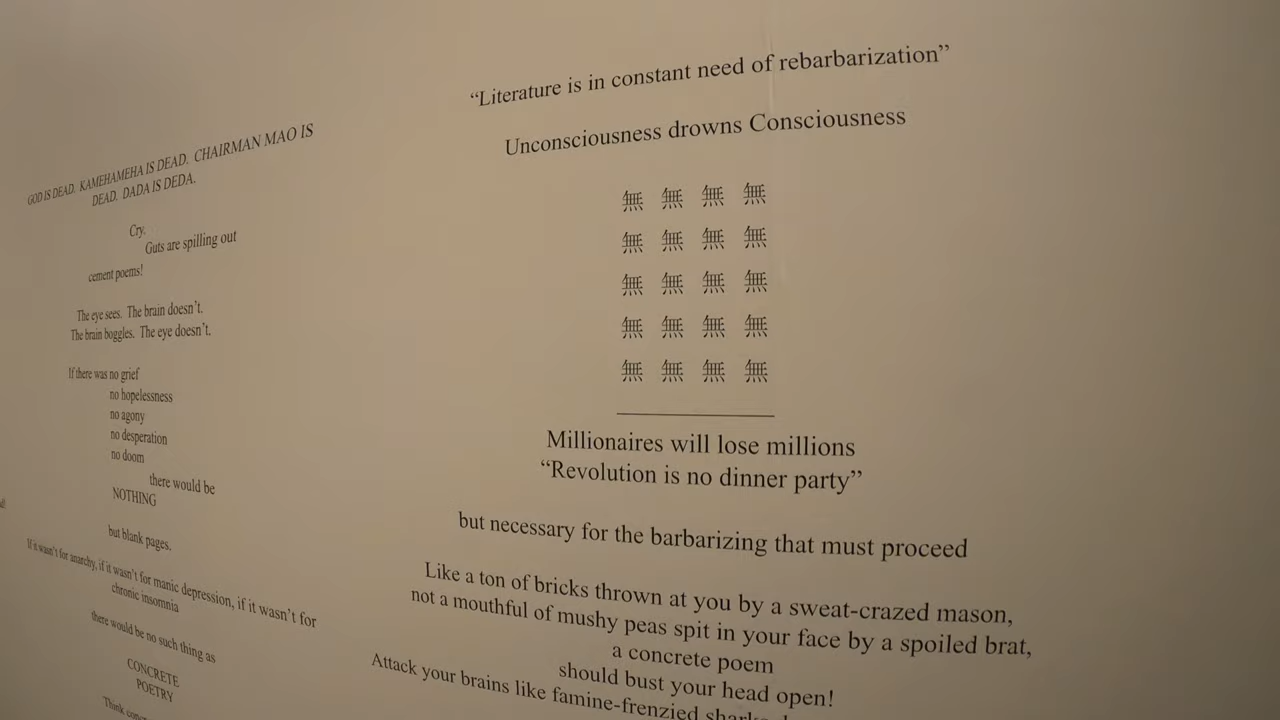 GOD IS DEAD. KAMEHAMEHA IS DEAD. CHAIRMAN MAO IS
DEAD. DADA IS DEDA.
Cry.
Guts are spilling out
cement poems!
The eye sees. The brain doesn't.
The brain boggles. The eye doesn't.
If there was no grief
no hopelessness
no agony
no desperation
no doom
there would be
NOTHING
but blank pages.
If it wasn't for anarchy, if it wasn't for manic depression, if it wasn't for
chronic insomnia
there would be no such thing as
CONCRETE
POETRY
Think
“Literature is in constant need of rebarbarization”
Unconsciousness drowns Consciousness
無 無 無 無
無 無 無 無
無 無 無 無
無 無 無 無
無 無 無 無
Millionaires will lose millions
“Revolution is no dinner party”
but necessary for the barbarizing that must proceed
Like a ton of bricks thrown at you by a sweat-crazed mason,
not a mouthful of mushy peas spit in your face by a spoiled brat,
a concrete poem
should bust your head open!
Attack your brains like famine-frenzied